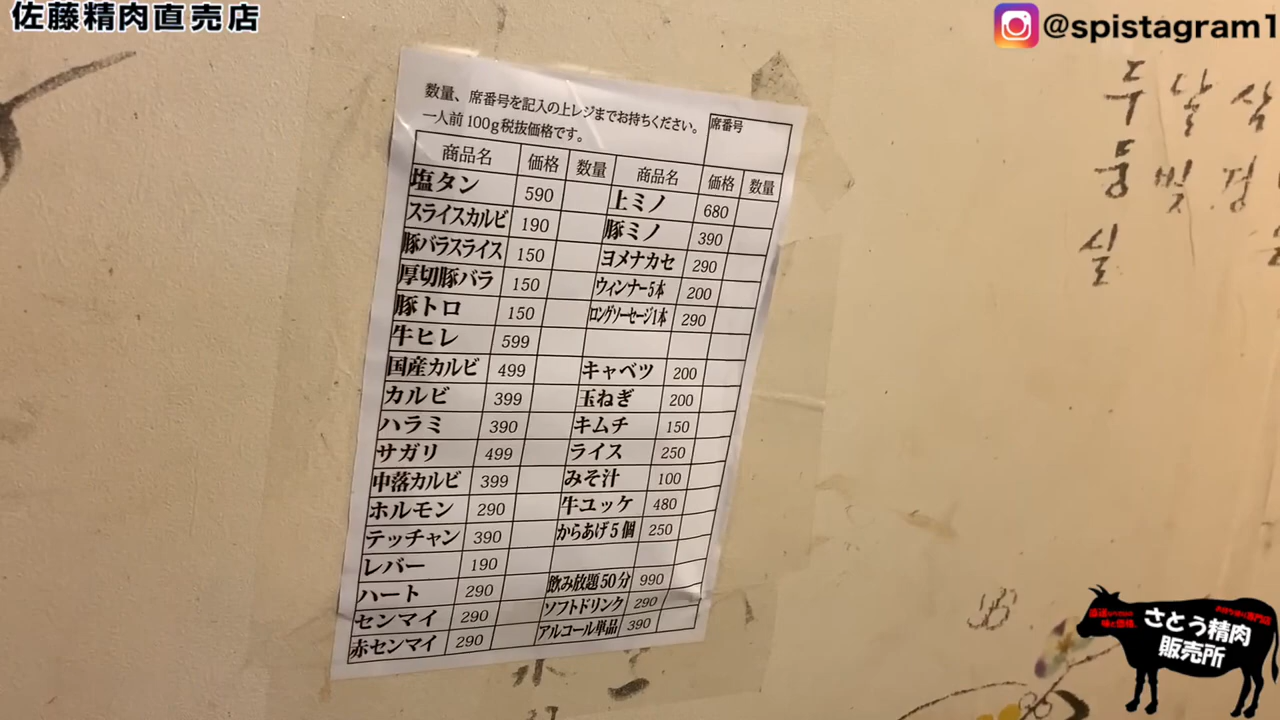 佐藤精肉直売店
@spistagram1
数量、席番号を記入の上レジまでお持ちください。
一人前100g税抜価格です。
席番号
商品名 価格 数量 商品名 価格 数量
塩タン 590 上ミノ 680
スライスカルビ 190 豚ミノ 390
豚バラスライス 150 ヨメナカセ 290
厚切豚バラ 150 ウィンナー5本 200
豚トロ 150 ロングソーセージ1本 290
牛ヒレ 599
国産カルビ 499 キャベツ 200
カルビ 399 玉ねぎ 200
ハラミ 390 キムチ 150
サガリ 499 ライス 250
中落カルビ 399 みそ汁 100
ホルモン 290 牛ユッケ 480
テッチャン 390 からあげ5個 250
レバー 190
ハート 290 飲み放題50分 990
センマイ 290 ソフトドリンク 290
赤センマイ 290 アルコール単品 390
두 날 삼
뭉 빛 경
실
さとう精肉
販売所